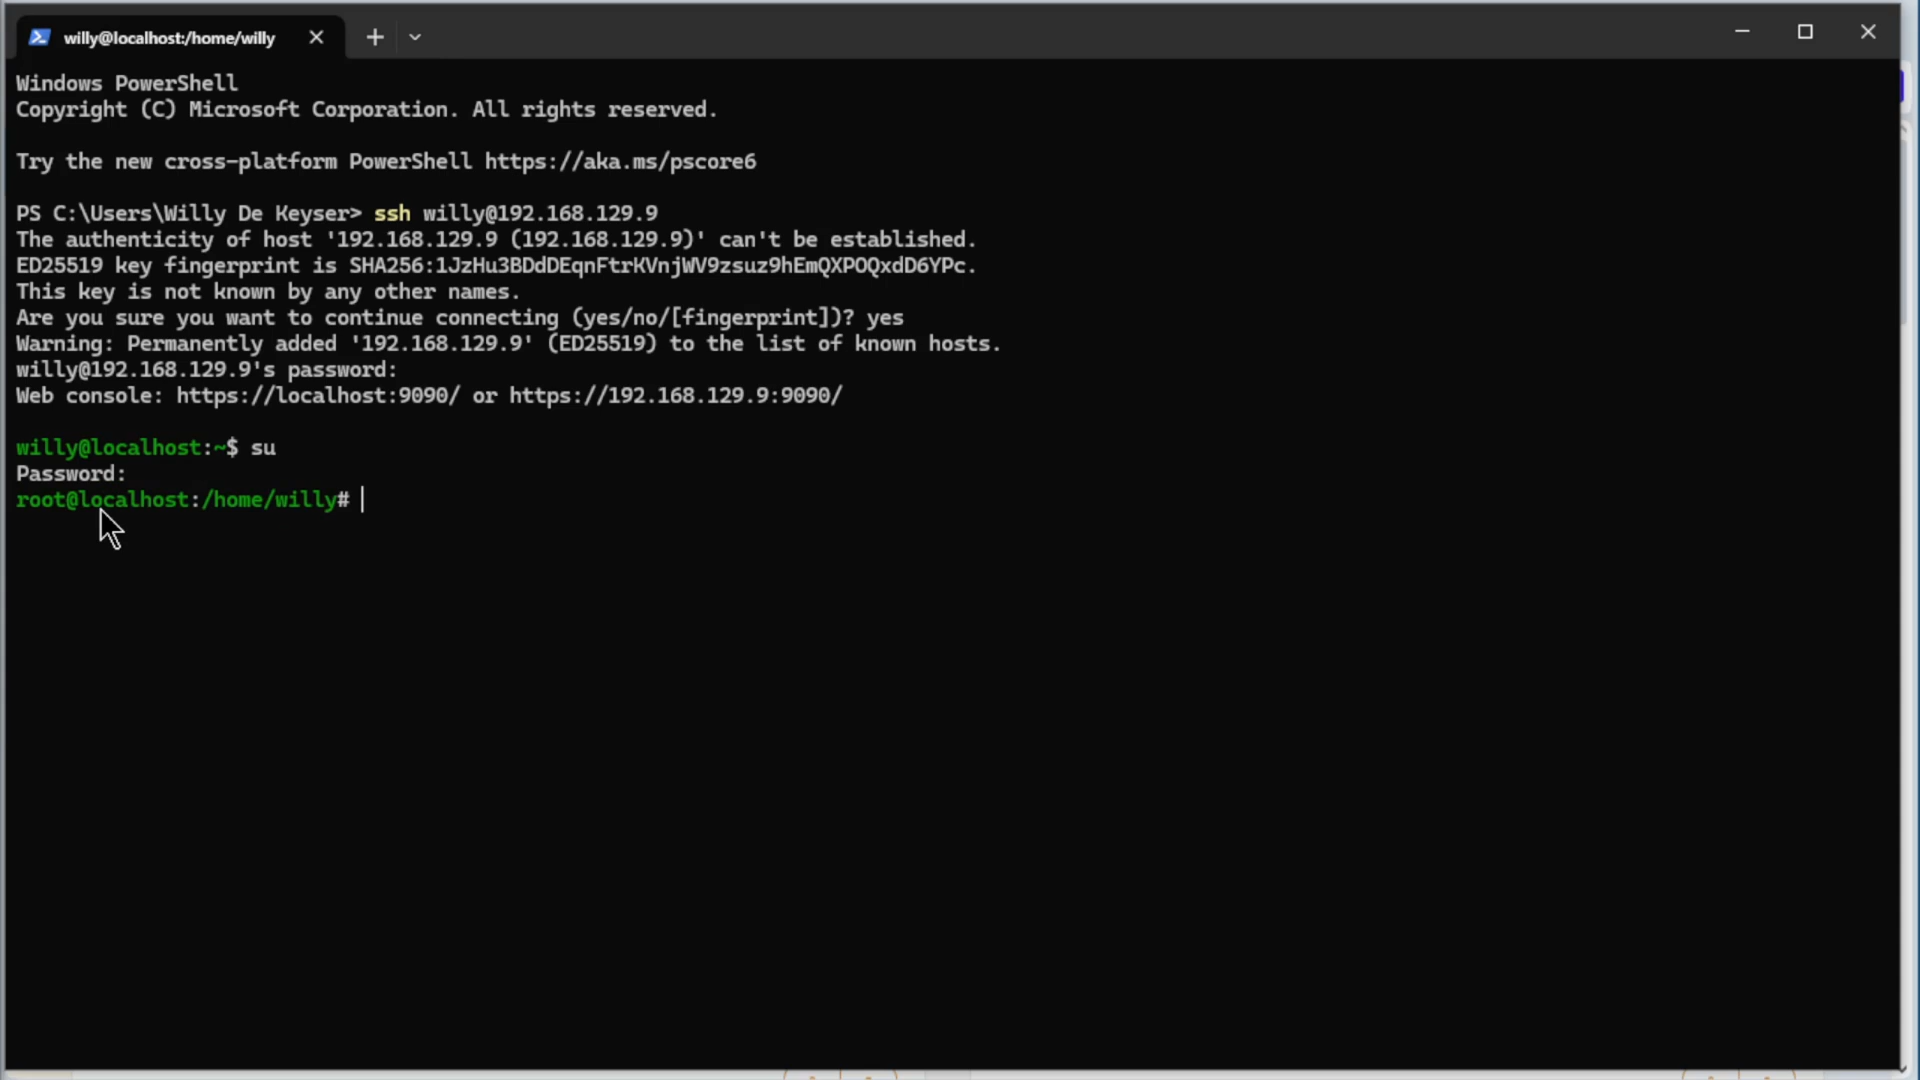 willy@localhost:/home/willy
Windows PowerShell
Copyright (C) Microsoft Corporation. All rights reserved.
Try the new cross-platform PowerShell https://aka.ms/pscore6
PS C:\Users\Willy De Keyser> ssh willy@192.168.129.9
The authenticity of host '192.168.129.9 (192.168.129.9)' can't be established.
ED25519 key fingerprint is SHA256:1JzHu3BDdDEqnFtrKVnjWV9zsuz9hEmQXPOQxdD6YPc.
This key is not known by any other names.
Are you sure you want to continue connecting (yes/no/[fingerprint])? yes
Warning: Permanently added '192.168.129.9' (ED25519) to the list of known hosts.
willy@192.168.129.9's password:
Web console: https://localhost:9090/ or https://192.168.129.9:9090/
willy@localhost:~$ su
Password:
root@localhost:/home/willy#